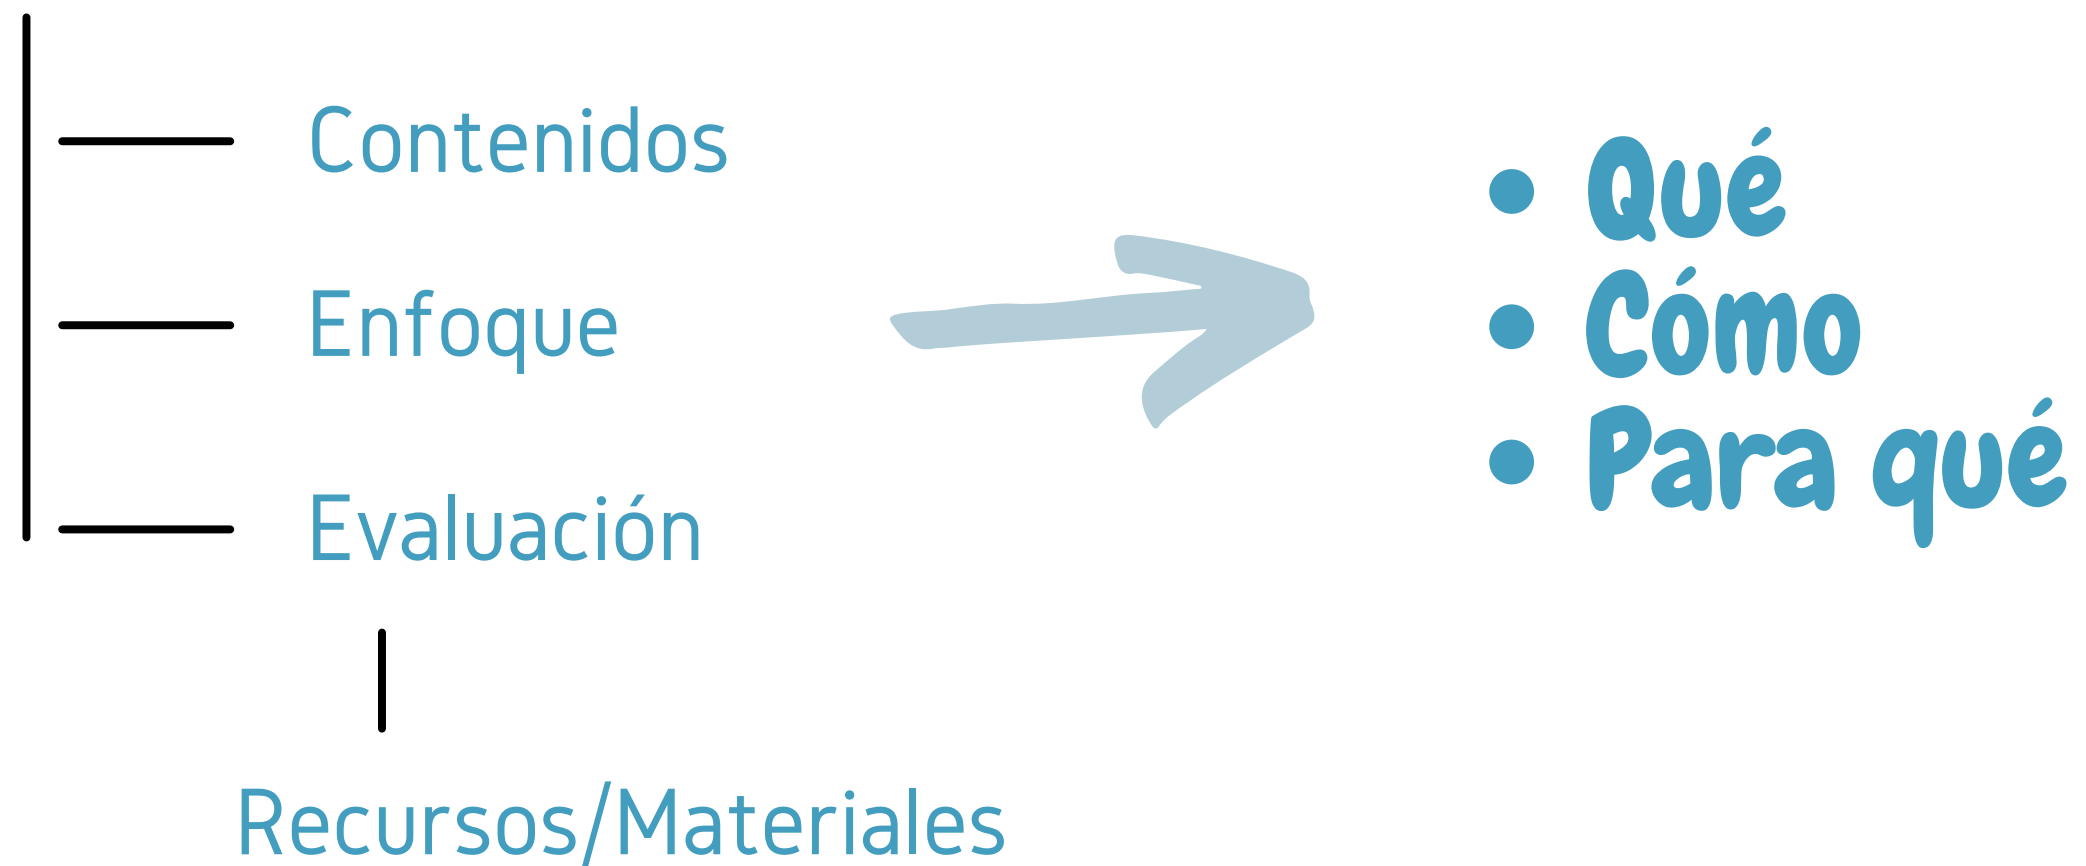 Contenidos
Enfoque
Evaluación
Recursos/Materiales
• Qué
• Cómo
• Para qué